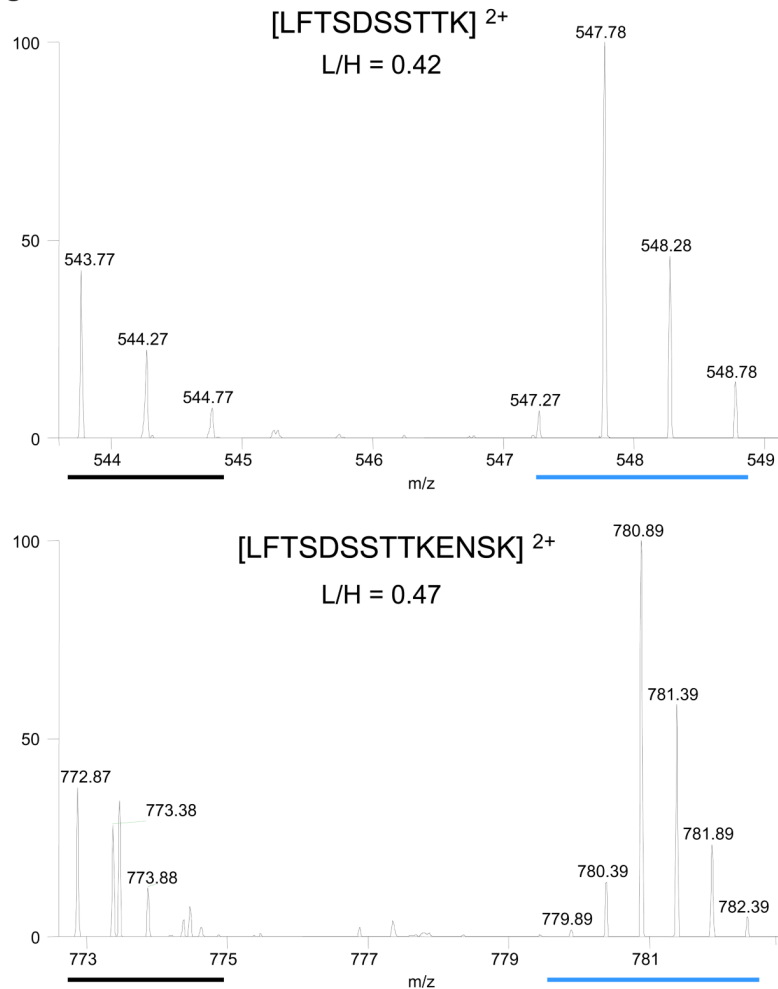 [LFTSDSSTTK] 2+
L/H = 0.42
100
50
0
543.77
544.27
544.77
547.27
547.78
548.28
548.78
544 545 546 547 548 549
m/z
[LFTSDSSTTKENSK] 2+
L/H = 0.47
100
50
0
772.87
773.38
773.88
779.89
780.39
780.89
781.39
781.89
782.39
773 775 777 779 781
m/z